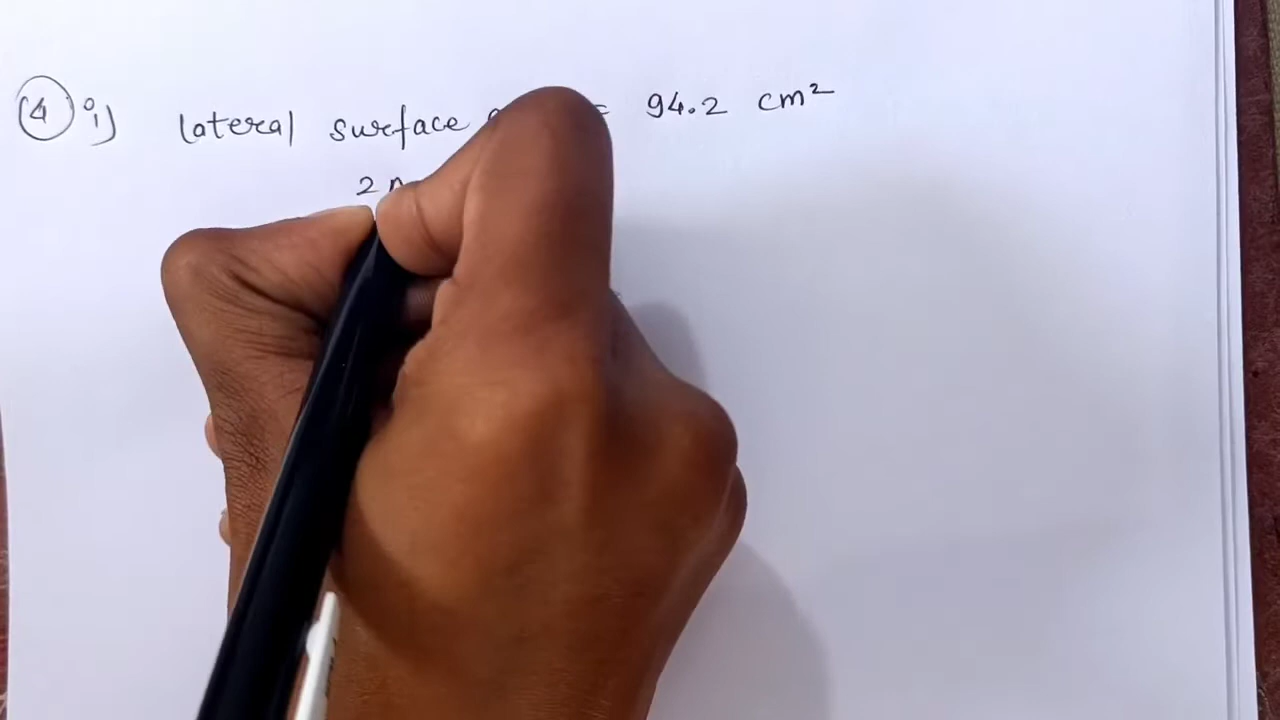 (4) i) lateral surface = 94.2 cm²
2